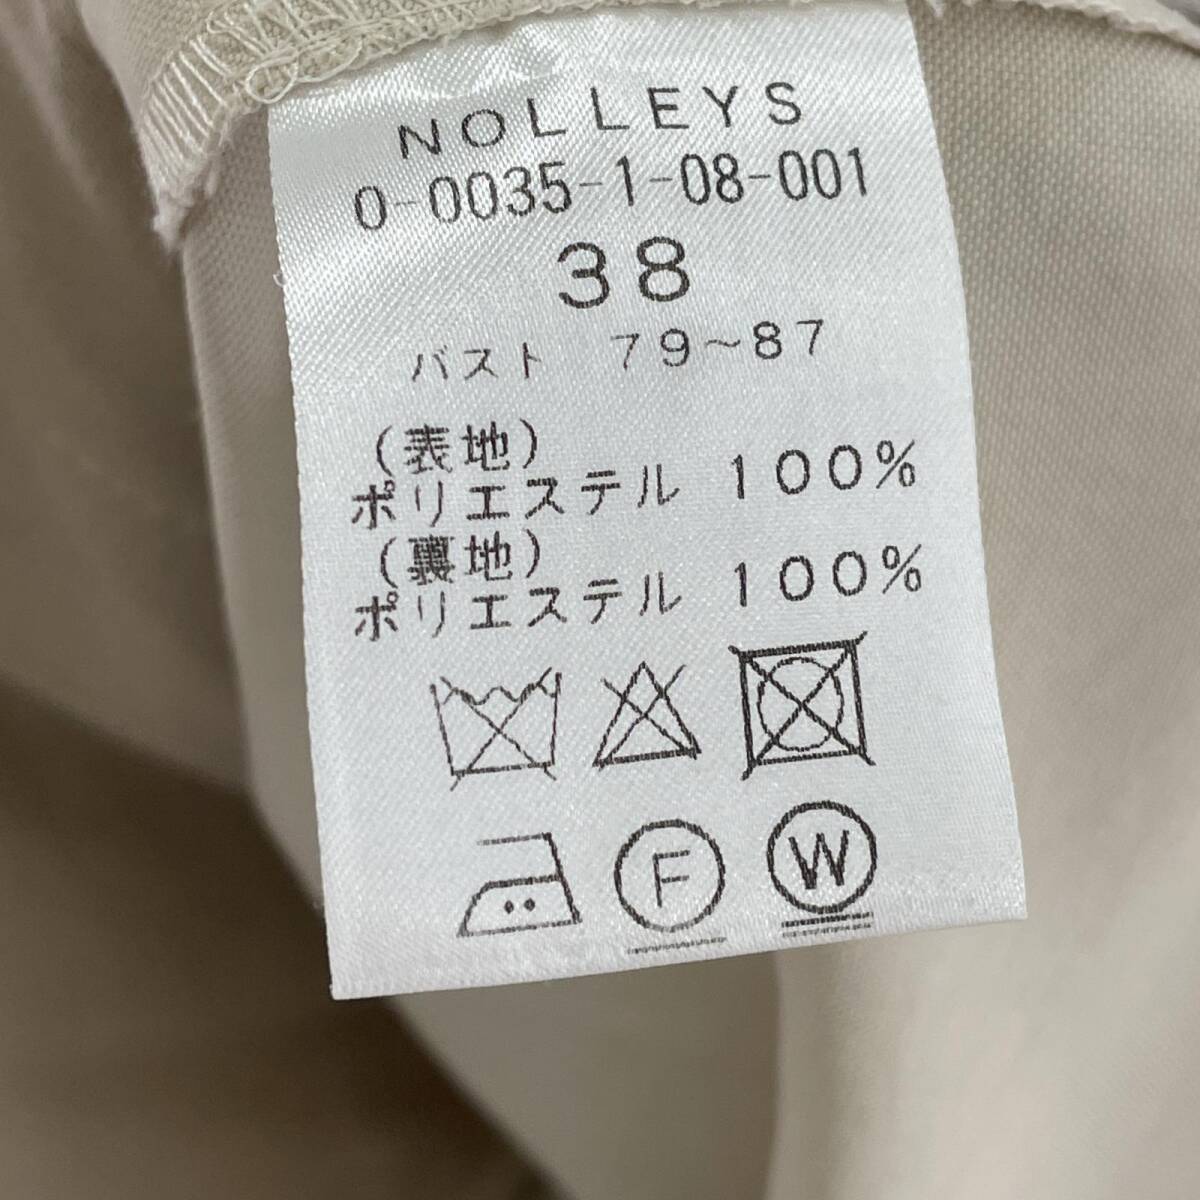 NOLLEYS
0-0035-1-08-001
38
バスト 79～87
(表地)
ポリエステル 100%
(裏地)
ポリエステル 100%
F W